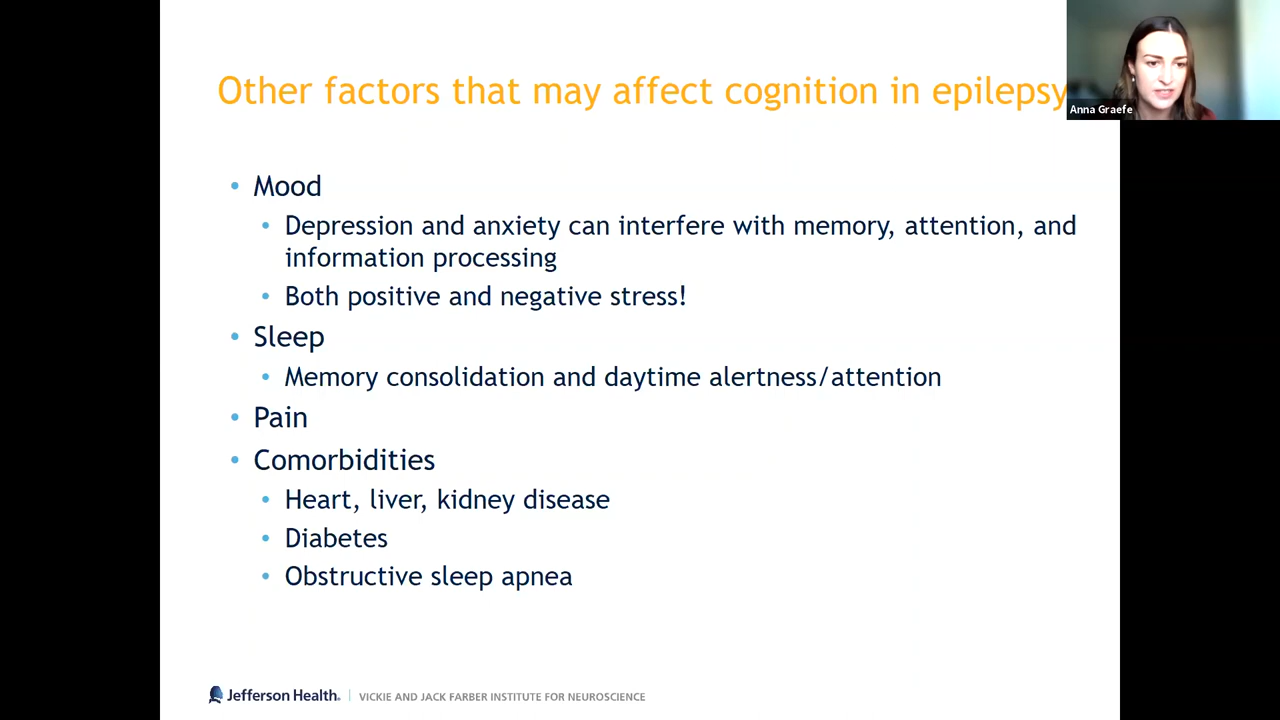 Other factors that may affect cognition in epilepsy
Anna Graefe
• Mood
• Depression and anxiety can interfere with memory, attention, and
information processing
• Both positive and negative stress!
• Sleep
• Memory consolidation and daytime alertness/attention
• Pain
• Comorbidities
• Heart, liver, kidney disease
• Diabetes
• Obstructive sleep apnea
Jefferson Health® | VICKIE AND JACK FARBER INSTITUTE FOR NEUROSCIENCE